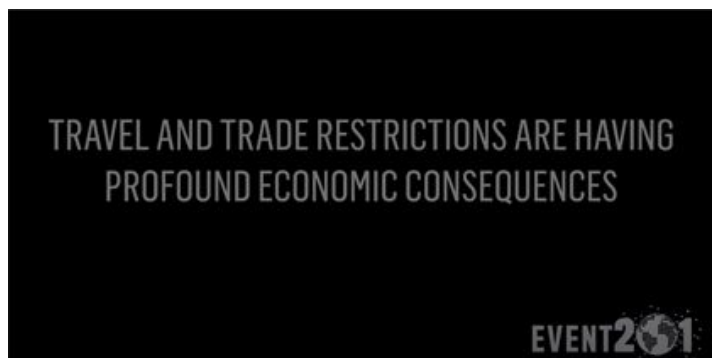 TRAVEL AND TRADE RESTRICTIONS ARE HAVING
PROFOUND ECONOMIC CONSEQUENCES
EVENT201